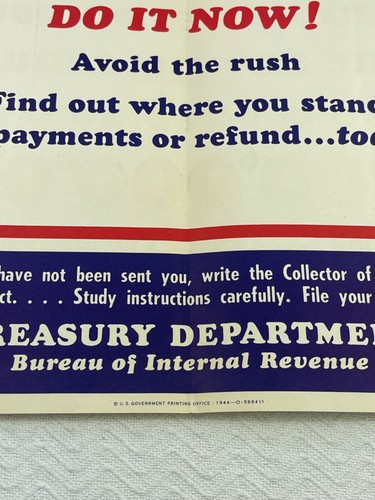 DO IT NOW!
Avoid the rush
Find out where you stand
payments or refund...to
have not been sent you, write the Collector of
ct. . . . Study instructions carefully. File your
REASURY DEPARTMEN
Bureau of Internal Revenue
☆ U.S. GOVERNMENT PRINTING OFFICE : 1944—O-568411